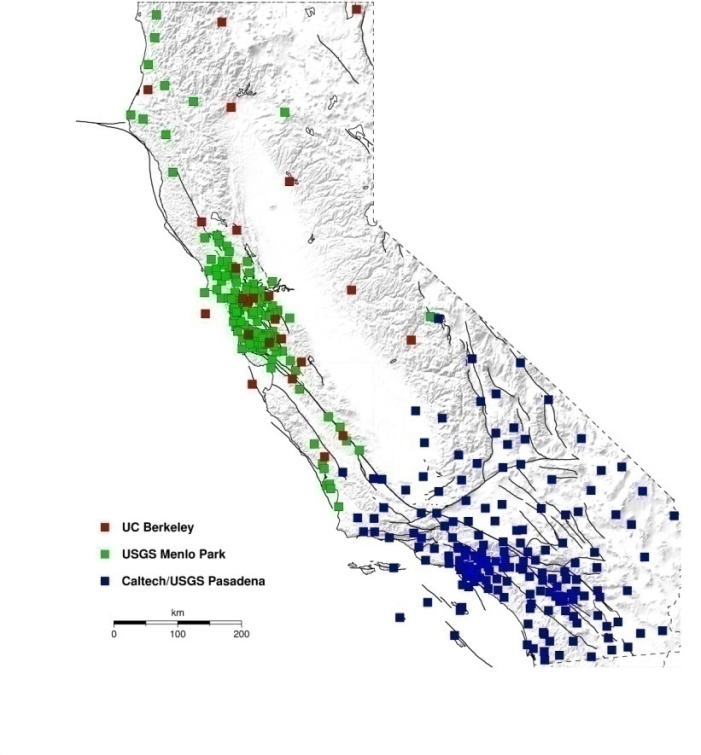 UC Berkeley
USGS Menlo Park
Caltech/USGS Pasadena
km
0 100 200